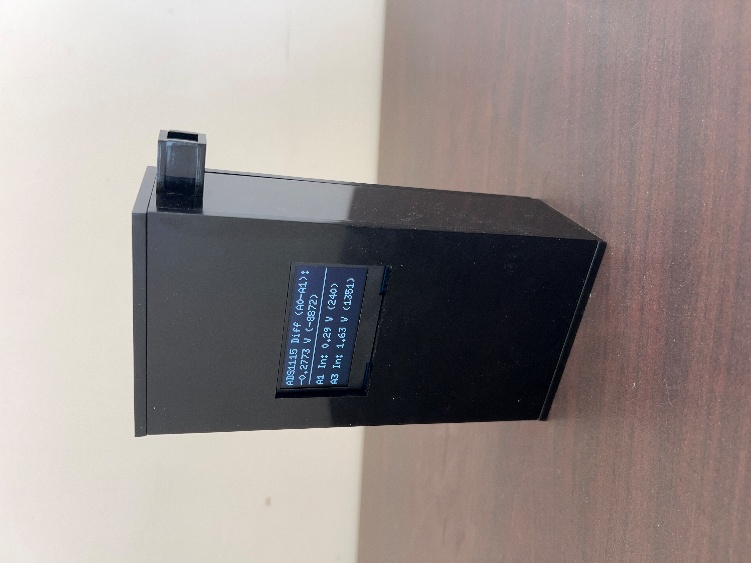 ADS1115 Diff (A0-A1):
-0.2773 V (-8872)
A1 In: 0.29 V (240)
A3 In: 1.63 V (1351)